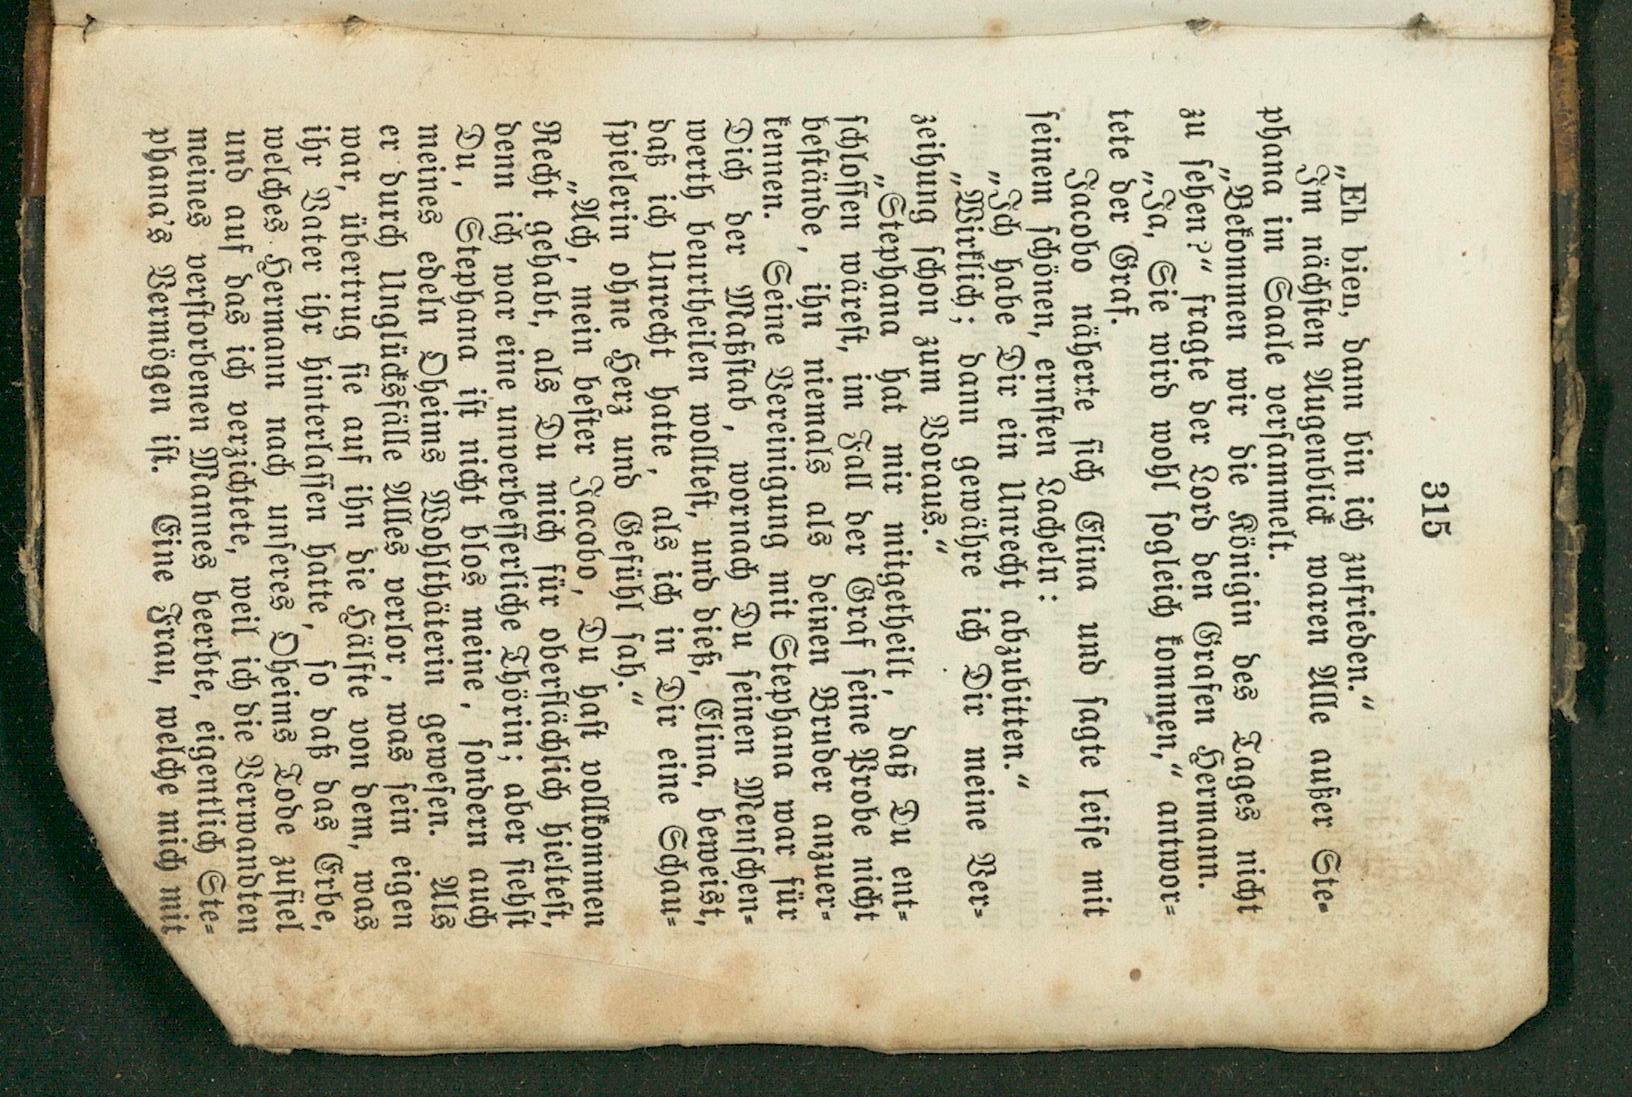 315
„Eh bien, dann bin ich zufrieden.“
Im nächsten Augenblick waren Alle außer Ste-
phana im Saale versammelt.
„Bekommen wir die Königin des Tages nicht
zu sehen?“ fragte der Lord den Grafen Hermann.
„Ja, Sie wird wohl sogleich kommen,“ antwor-
tete der Graf.
Jacobo näherte sich Elina und sagte leise mit
seinem schönen, ernsten Lächeln:
„Ich habe Dir ein Unrecht abzubitten.“
„Wirklich; dann gewähre ich Dir meine Ver-
zeihung schon zum Voraus.“
„Stephana hat mir mitgetheilt, daß Du ent-
schlossen wärest, im Fall der Graf seine Probe nicht
bestände, ihn niemals als deinen Bruder anzuer-
kennen. Seine Vereinigung mit Stephana war für
Dich der Maßstab, wornach Du seinen Menschen-
werth beurtheilen wolltest, und dieß, Elina, beweist,
daß ich Unrecht hatte, als ich in Dir eine Schau-
spielerin ohne Herz und Gefühl sah.“
„Ach, mein bester Jacobo, Du hast vollkommen
Recht gehabt, als Du mich für oberflächlich hieltest,
denn ich war eine unverbesserliche Thörin; aber siehst
Du, Stephana ist nicht blos meine, sondern auch
meines edeln Oheims Wohlthäterin gewesen. Als
er durch Unglücksfälle Alles verlor, was sein eigen
war, übertrug sie auf ihn die Hälfte von dem, was
ihr Vater ihr hinterlassen hatte, so daß das Erbe,
welches Hermann nach unseres Oheims Tode zufiel
und auf das ich verzichtete, weil ich die Verwandten
meines verstorbenen Mannes beerbte, eigentlich Ste-
phana's Vermögen ist. Eine Frau, welche mich mit